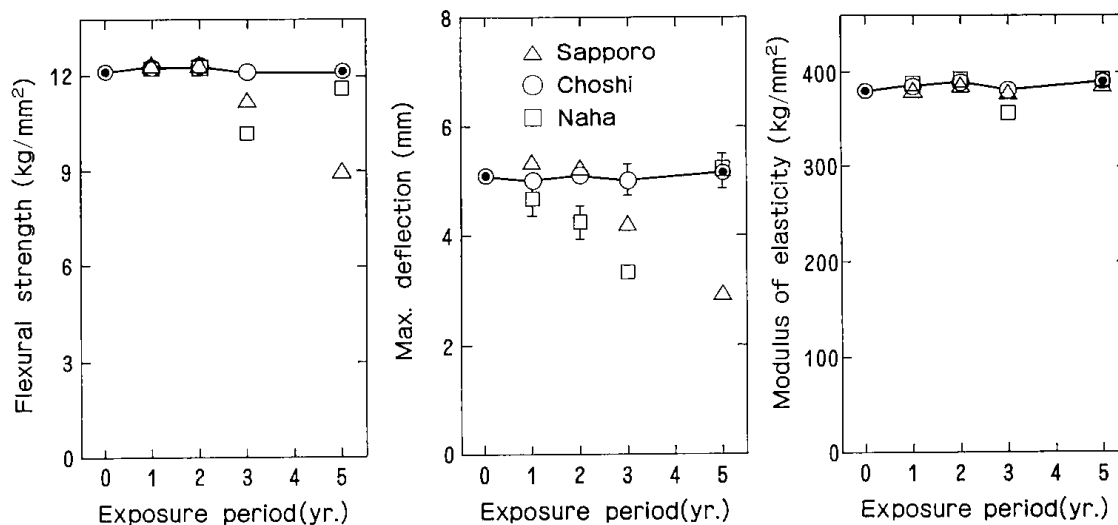 Flexural strength (kg/mm²)
12
9
6
3
0
0 1 2 3 4 5
Exposure period(yr.)
Max. deflection (mm)
8
6
4
2
0
Sapporo
Choshi
Naha
0 1 2 3 4 5
Exposure period(yr.)
Modulus of elasticity (kg/mm²)
400
300
200
100
0
0 1 2 3 4 5
Exposure period(yr.)